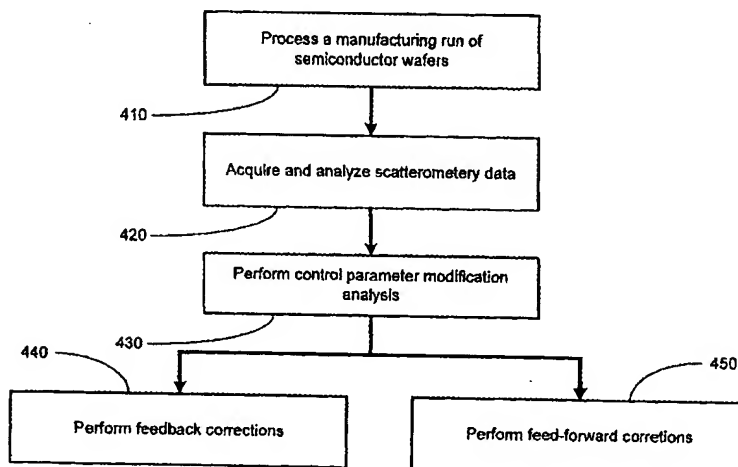 Process a manufacturing run of
semiconductor wafers
410
Acquire and analyze scatterometery data
420
Perform control parameter modification
analysis
430
440
450
Perform feedback corrections
Perform feed-forward corretions